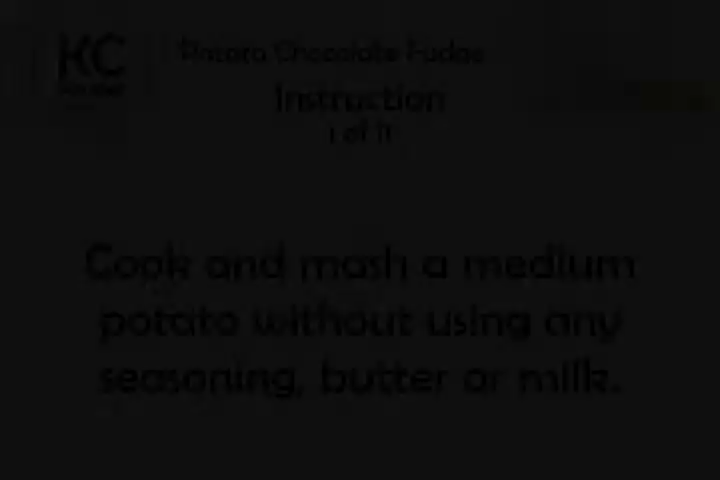 KC
Potato Chocolate Fudge
Instruction
1 of 11
Cook and mash a medium
potato without using any
seasoning, butter or milk.